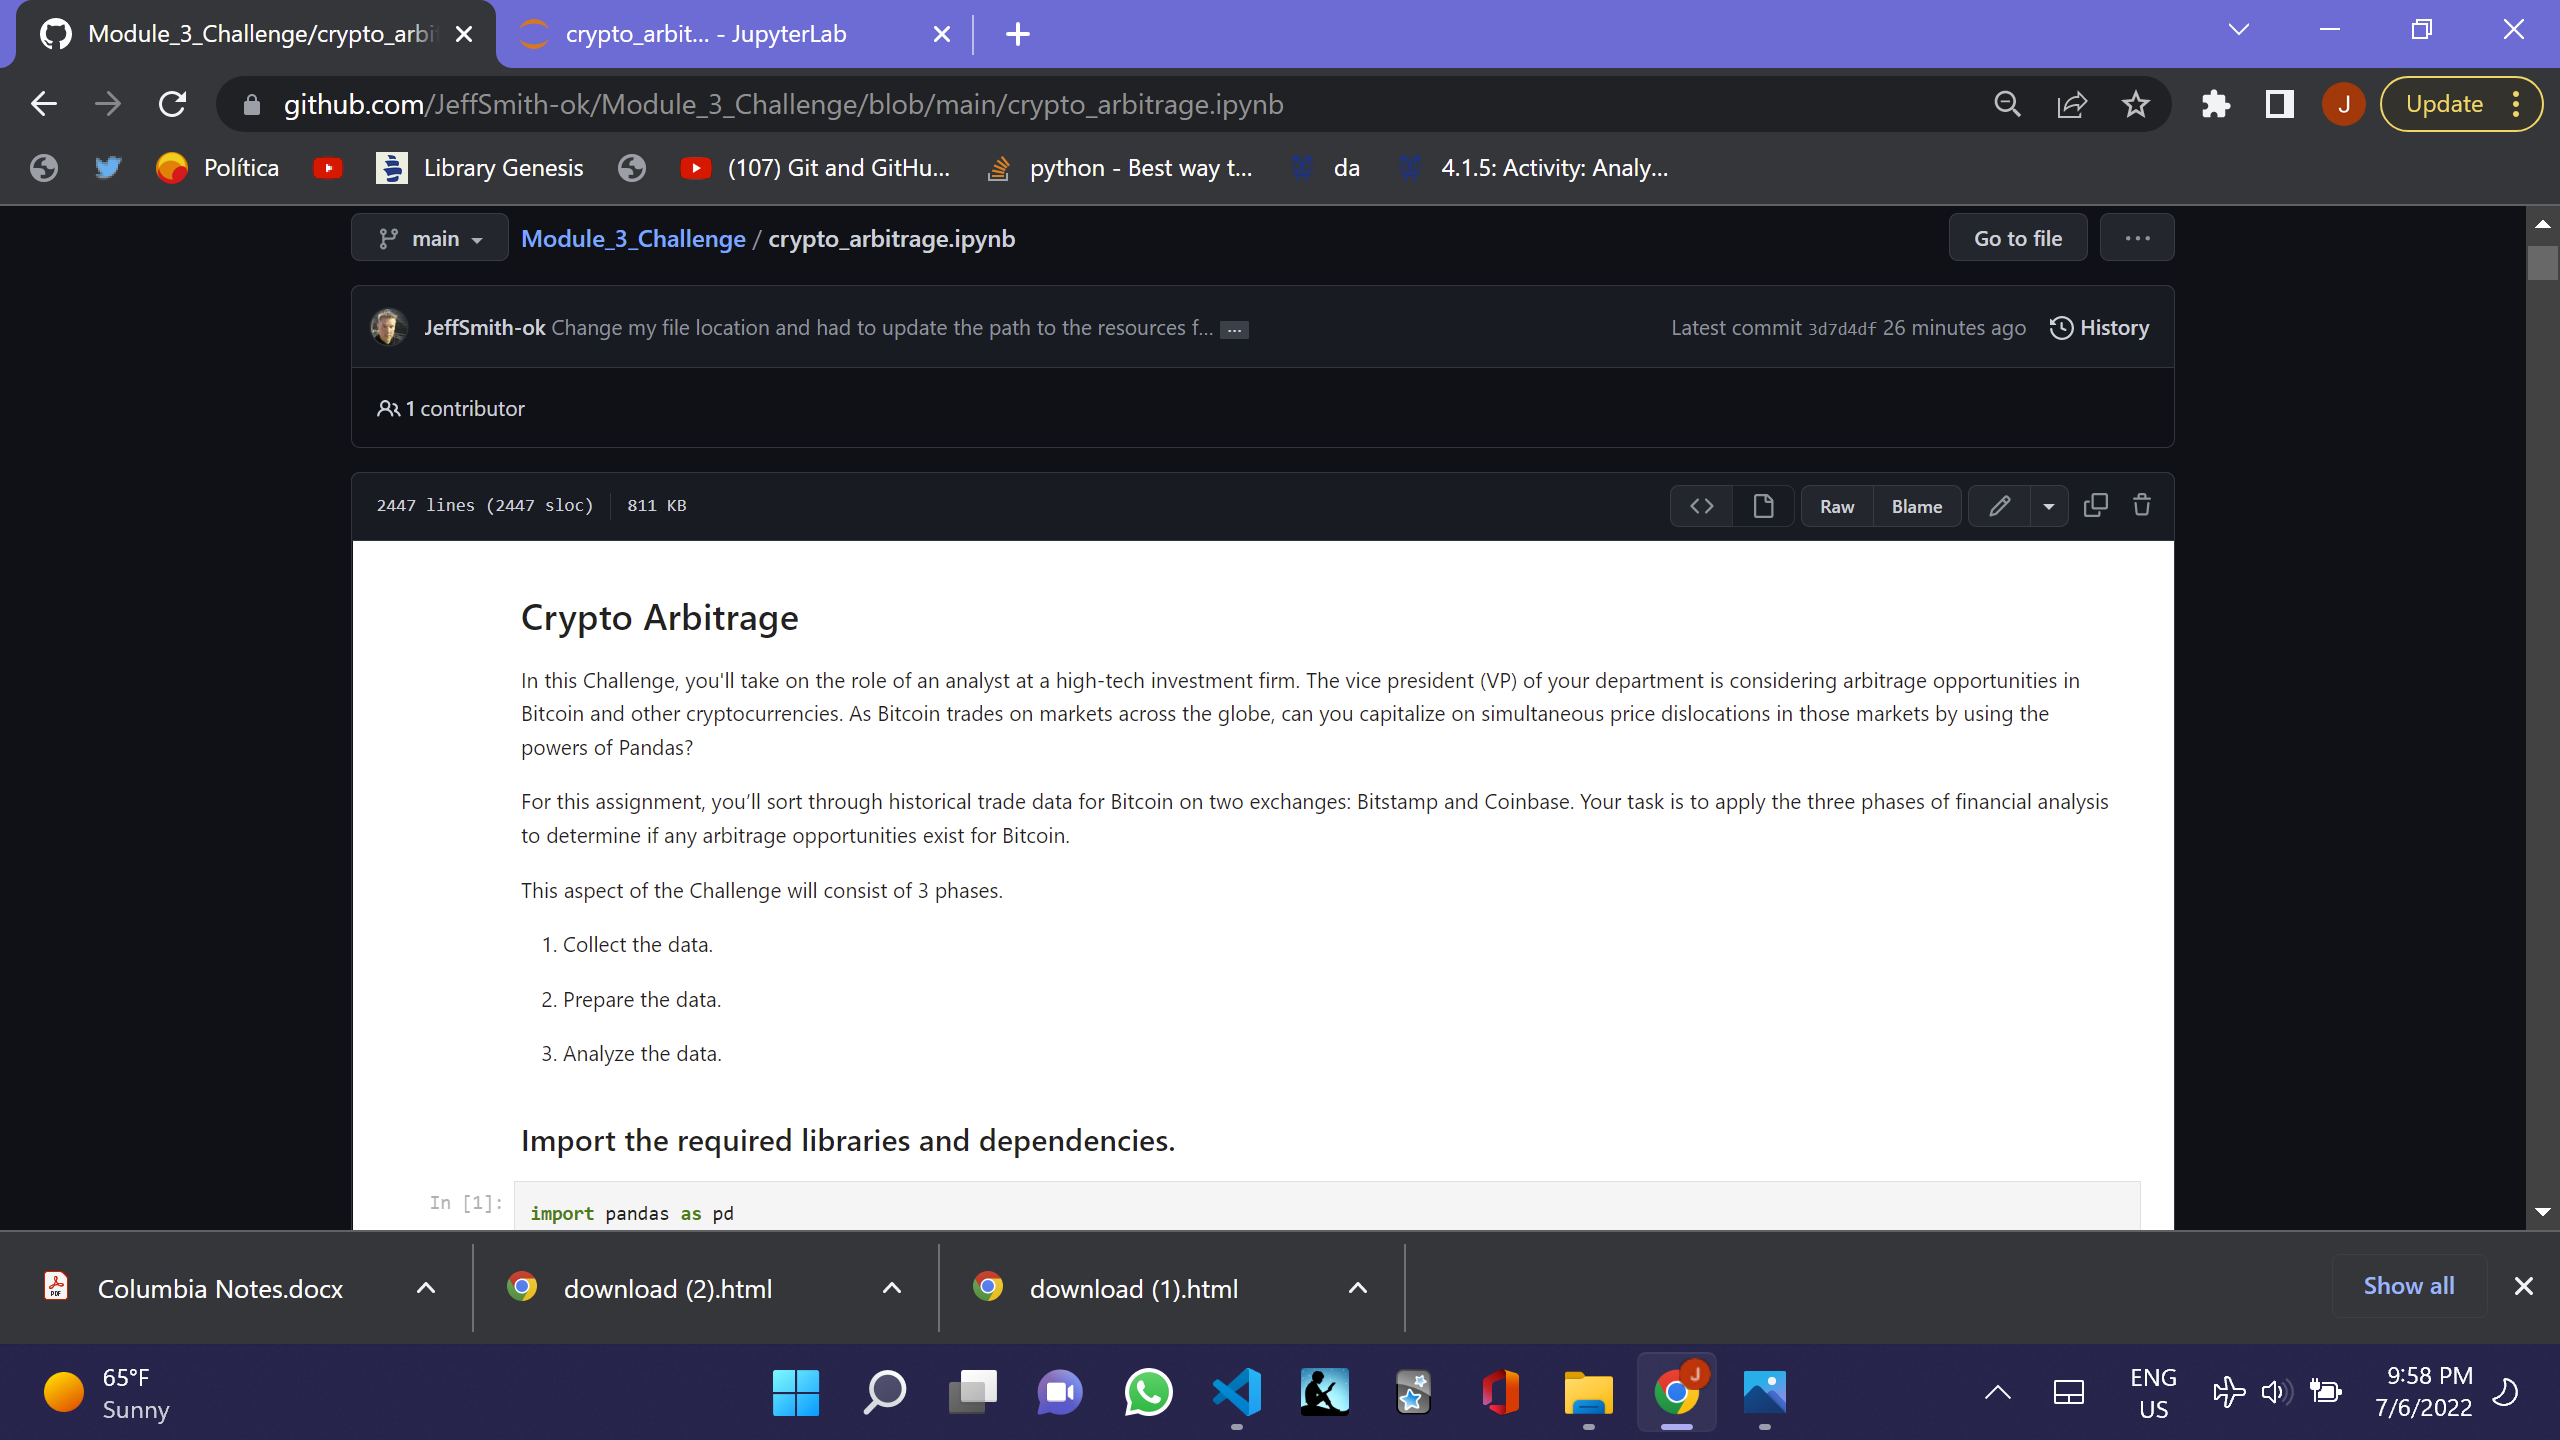 Module_3_Challenge/crypto_arbi
crypto_arbit... - JupyterLab
github.com/JeffSmith-ok/Module_3_Challenge/blob/main/crypto_arbitrage.ipynb
J
Update
Política
Library Genesis
(107) Git and GitHu...
python - Best way t...
da
4.1.5: Activity: Analy...
main
Module_3_Challenge / crypto_arbitrage.ipynb
Go to file
...
JeffSmith-ok Change my file location and had to update the path to the resources f... ...
Latest commit 3d7d4df 26 minutes ago
History
1 contributor
2447 lines (2447 sloc)
811 KB
<>
Raw
Blame
Crypto Arbitrage
In this Challenge, you'll take on the role of an analyst at a high-tech investment firm. The vice president (VP) of your department is considering arbitrage opportunities in
Bitcoin and other cryptocurrencies. As Bitcoin trades on markets across the globe, can you capitalize on simultaneous price dislocations in those markets by using the
powers of Pandas?
For this assignment, you’ll sort through historical trade data for Bitcoin on two exchanges: Bitstamp and Coinbase. Your task is to apply the three phases of financial analysis
to determine if any arbitrage opportunities exist for Bitcoin.
This aspect of the Challenge will consist of 3 phases.
1. Collect the data.
2. Prepare the data.
3. Analyze the data.
Import the required libraries and dependencies.
In [1]:
import pandas as pd
PDF
Columbia Notes.docx
download (2).html
download (1).html
Show all
65°F
Sunny
J
ENG
US
9:58 PM
7/6/2022